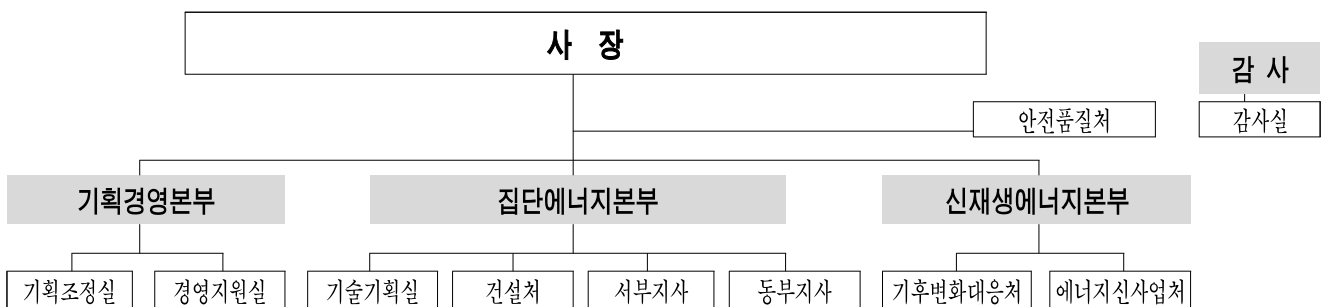 사 장
감 사
안전품질처
감사실
기획경영본부
집단에너지본부
신재생에너지본부
기획조정실
경영지원실
기술기획실
건설처
서부지사
동부지사
기후변화대응처
에너지신사업처